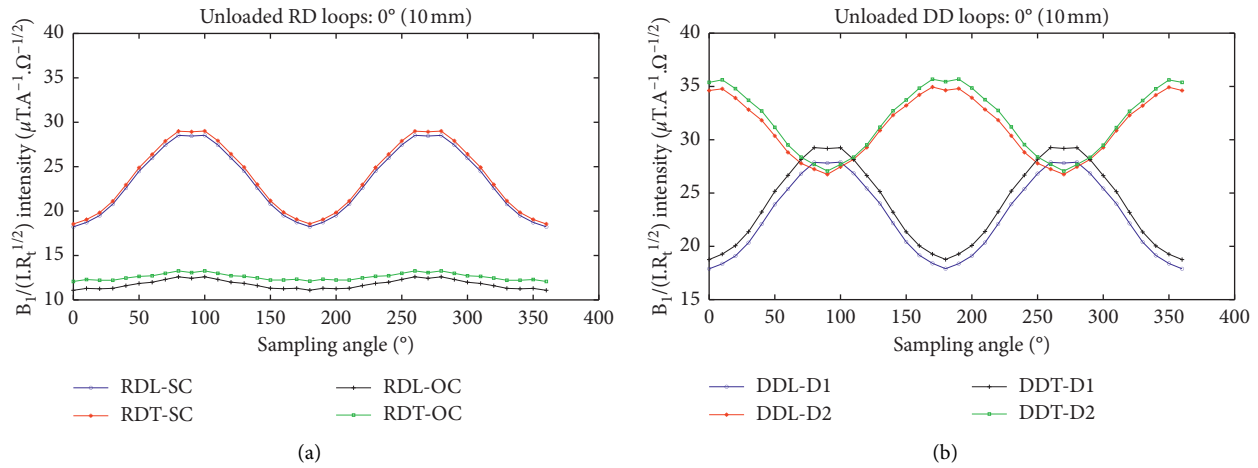 Unloaded RD loops: 0° (10 mm)
40
35
30
25
20
15
10
B₁/(I.Rₜ^1/2) intensity (μT.A⁻¹.Ω^−1/2)
0 50 100 150 200 250 300 350 400
Sampling angle (°)
RDL-SC
RDT-SC
RDL-OC
RDT-OC
(a)
Unloaded DD loops: 0° (10 mm)
40
35
30
25
20
15
B₁/(I.Rₜ^1/2) intensity (μT.A⁻¹.Ω^−1/2)
0 50 100 150 200 250 300 350 400
Sampling angle (°)
DDL-D1
DDL-D2
DDT-D1
DDT-D2
(b)